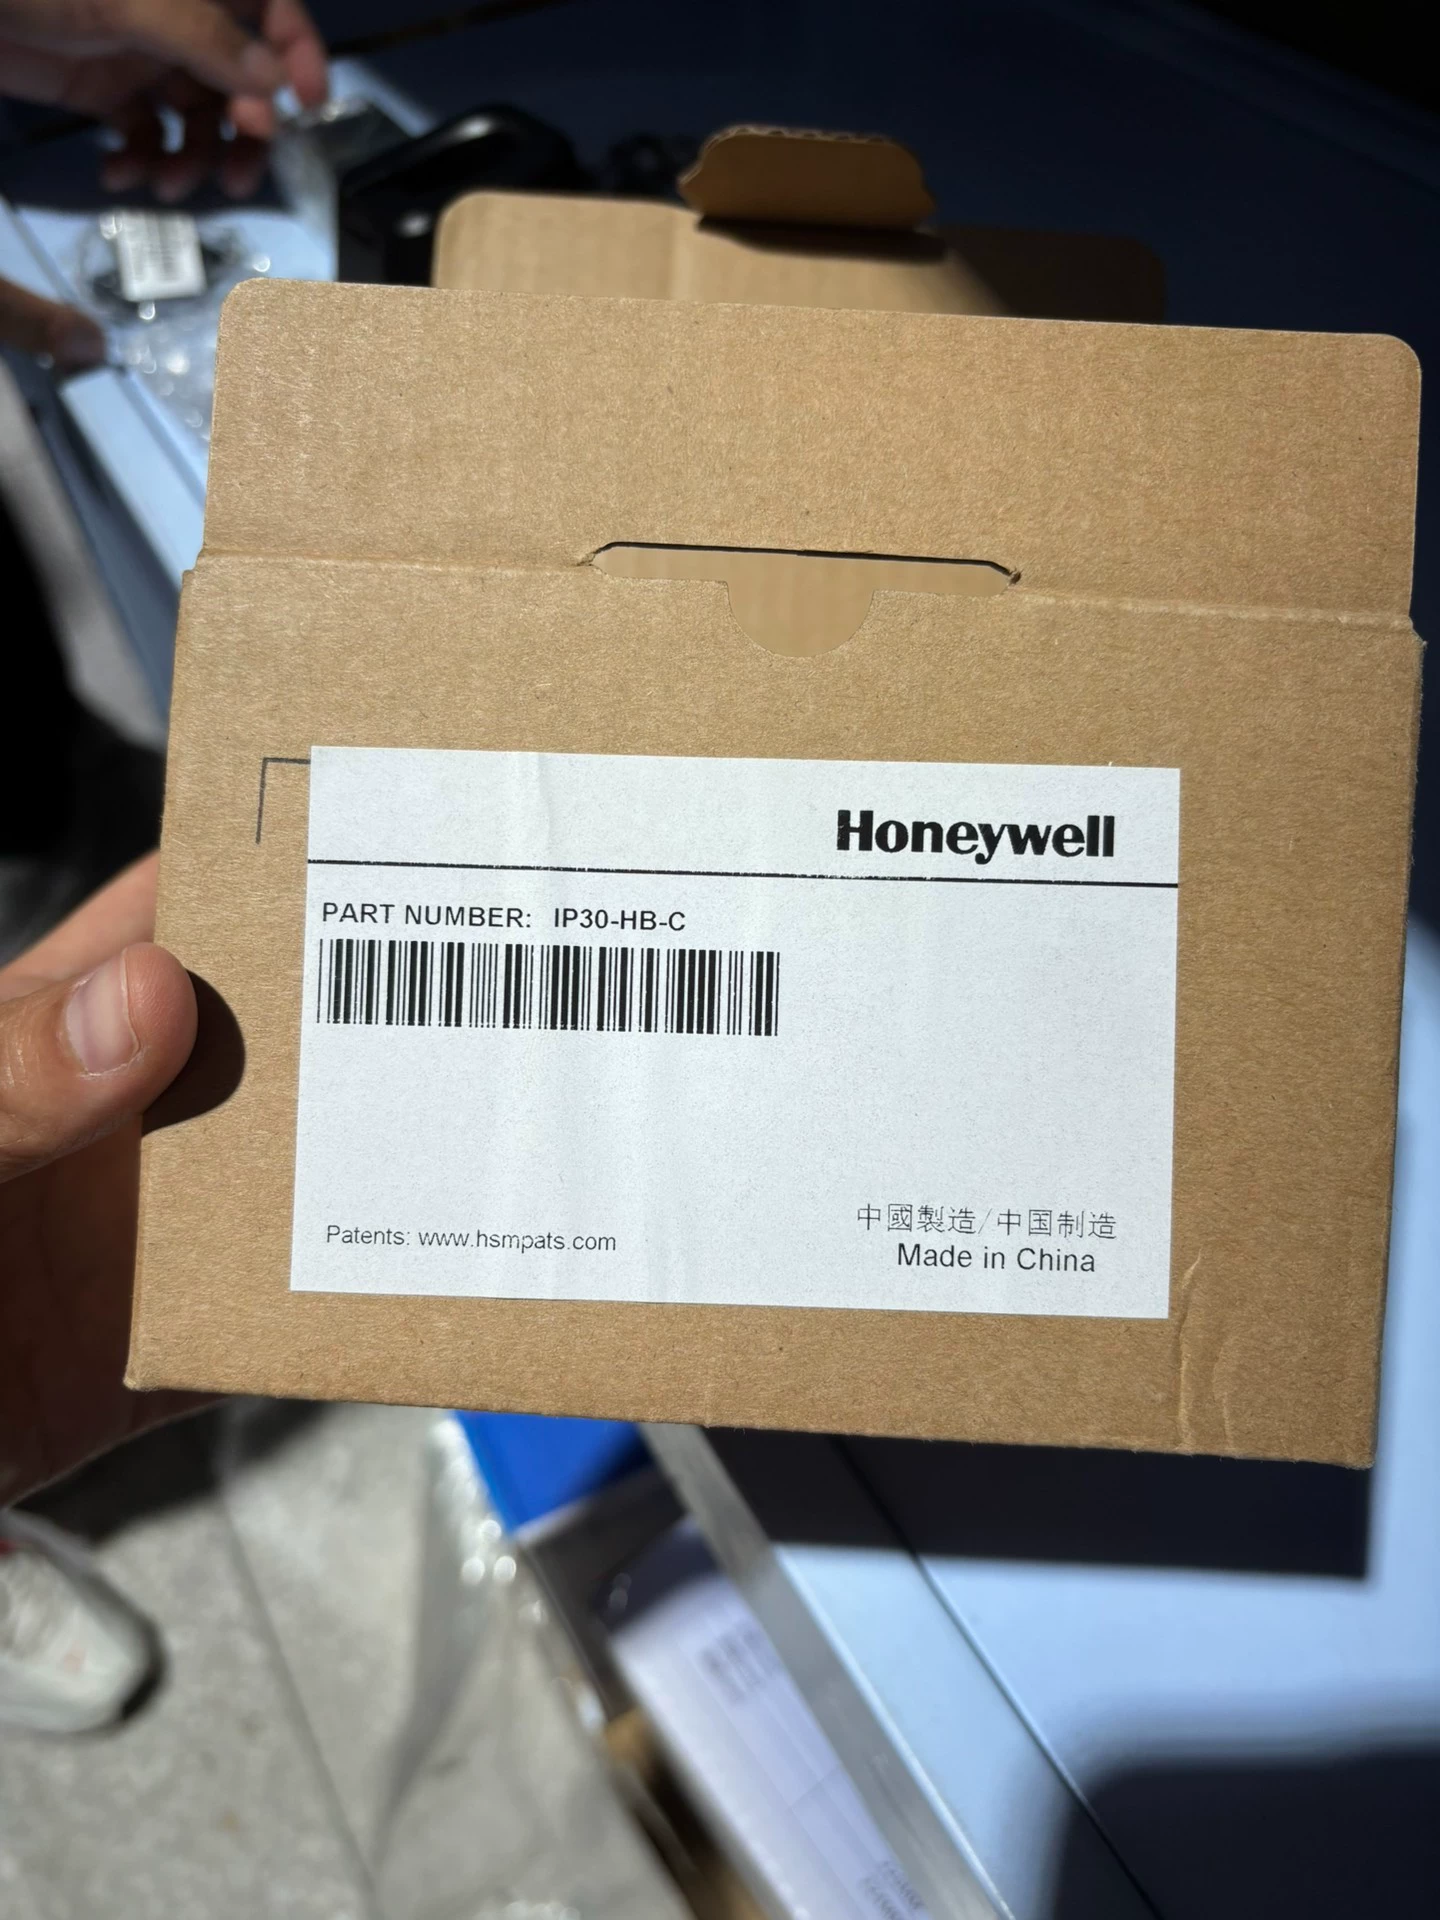 Honeywell
PART NUMBER: IP30-HB-C
Patents: www.hsmpats.com
中國製造/中国制造
Made in China